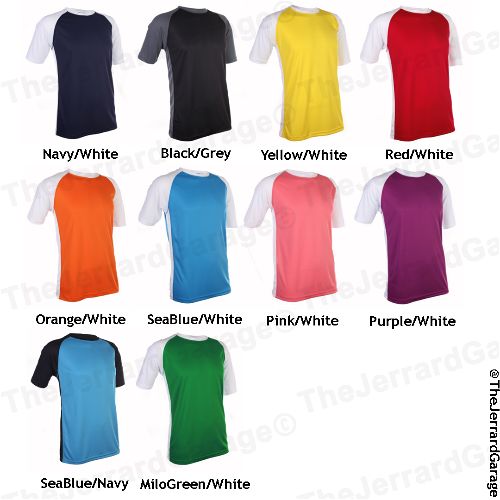 Navy/White
Black/Grey
Yellow/White
Red/White
Orange/White
SeaBlue/White
Pink/White
Purple/White
SeaBlue/Navy
MiloGreen/White
@TheJerrardGarage
TheJerrardGarage©